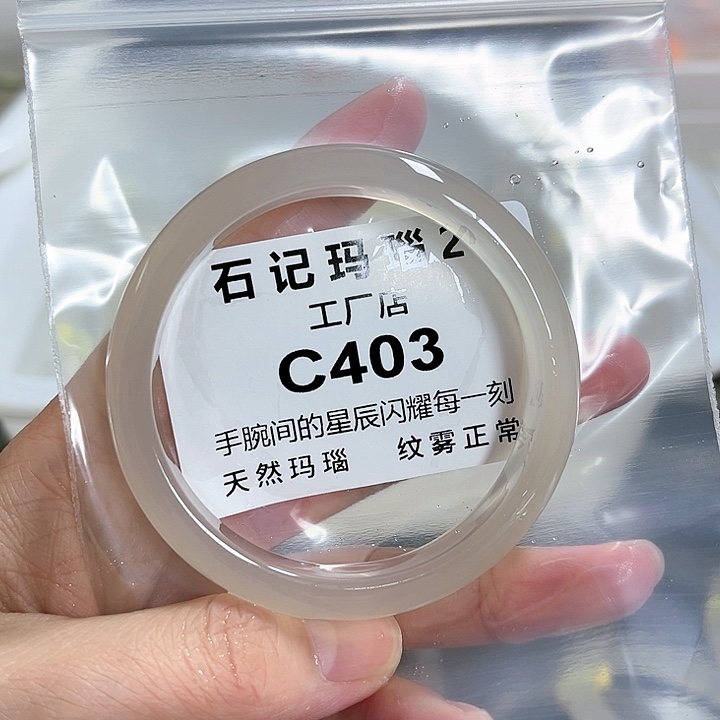 石记玛瑙2
工厂店
C403
手腕间的星辰闪耀每一刻
天然玛瑙 纹雾正常